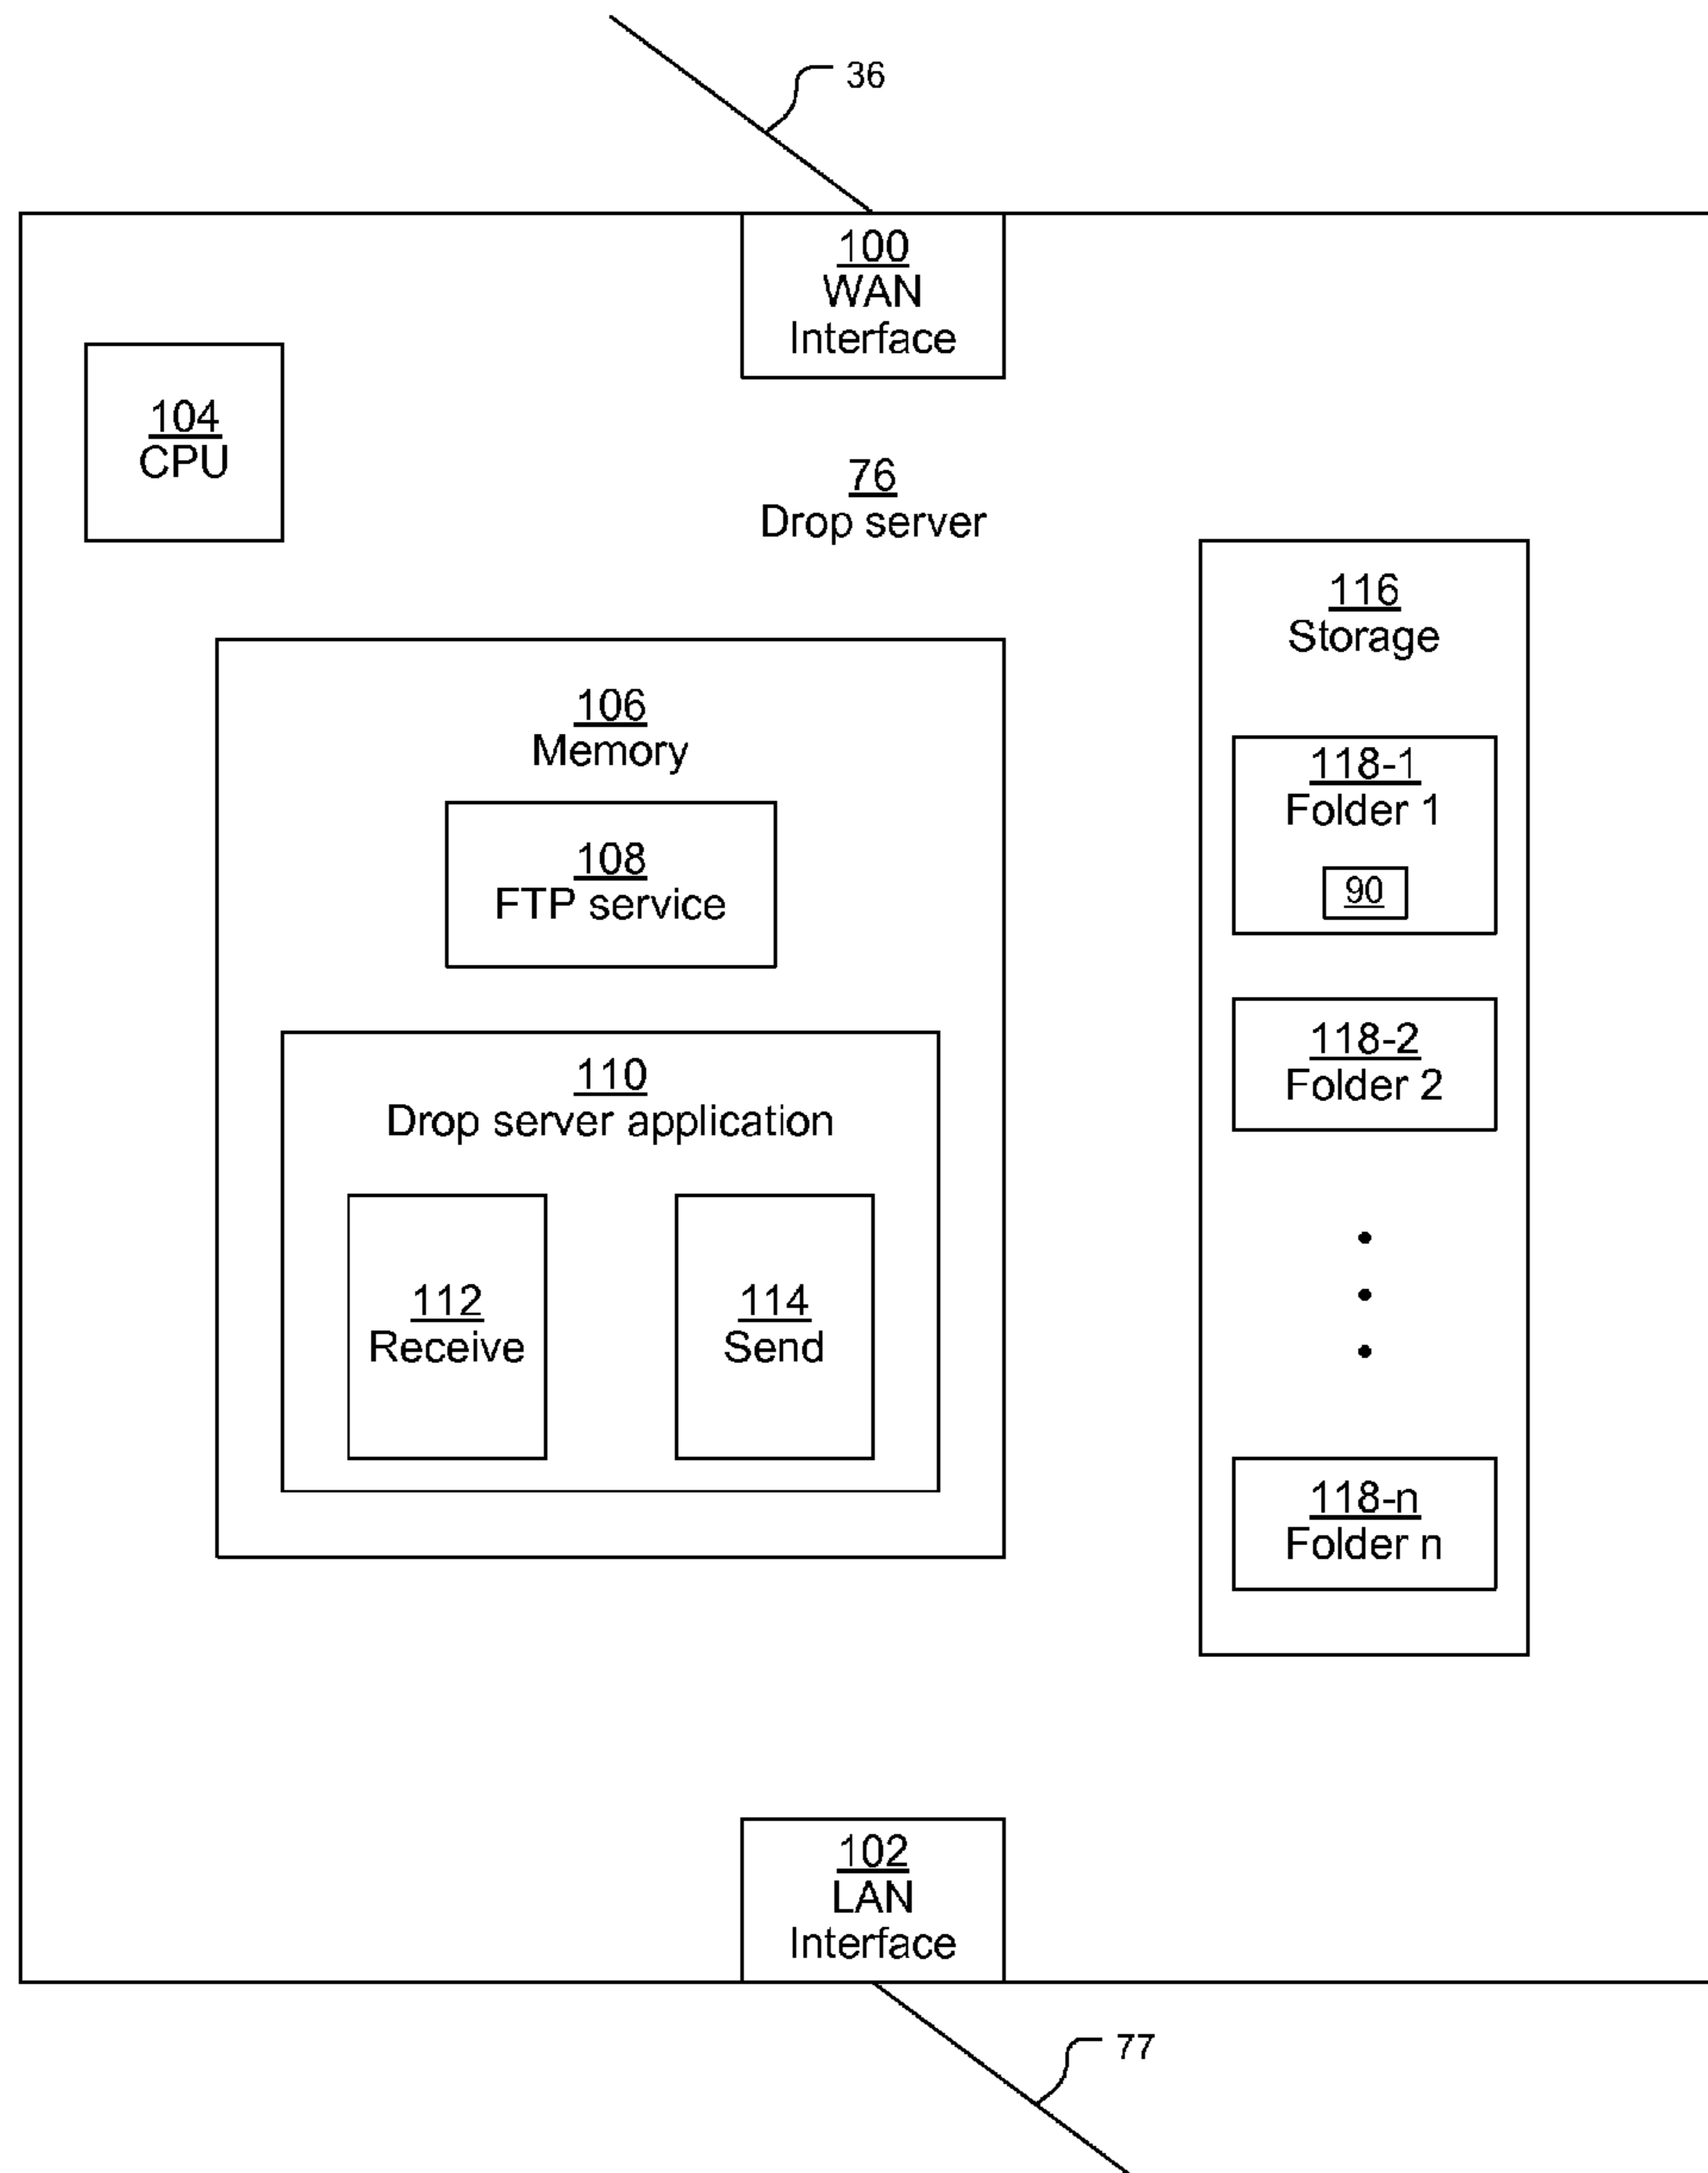 36
100
WAN
Interface
104
CPU
76
Drop server
116
Storage
106
Memory
118-1
Folder 1
108
FTP service
90
118-2
Folder 2
110
Drop server application
112
Receive
114
Send
118-n
Folder n
102
LAN
Interface
77